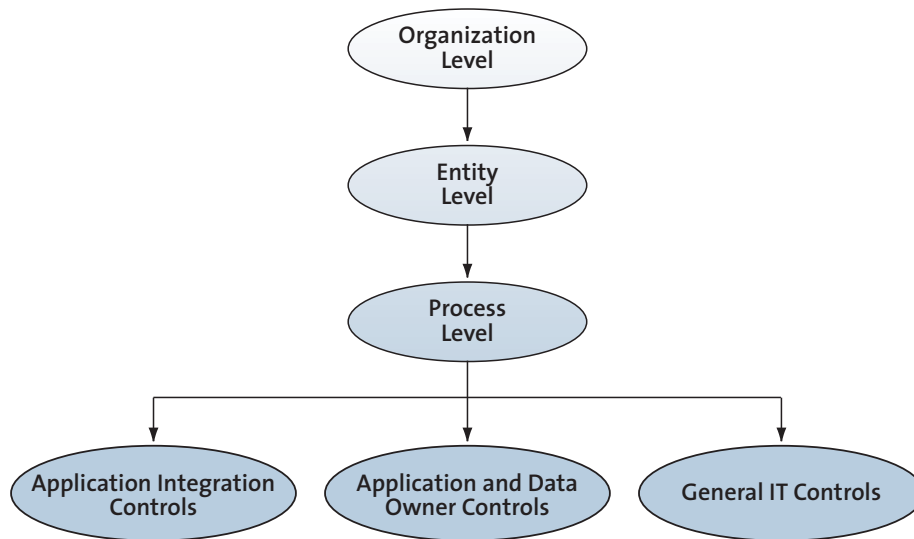 Organization
Level
Entity
Level
Process
Level
Application Integration
Controls
Application and Data
Owner Controls
General IT Controls